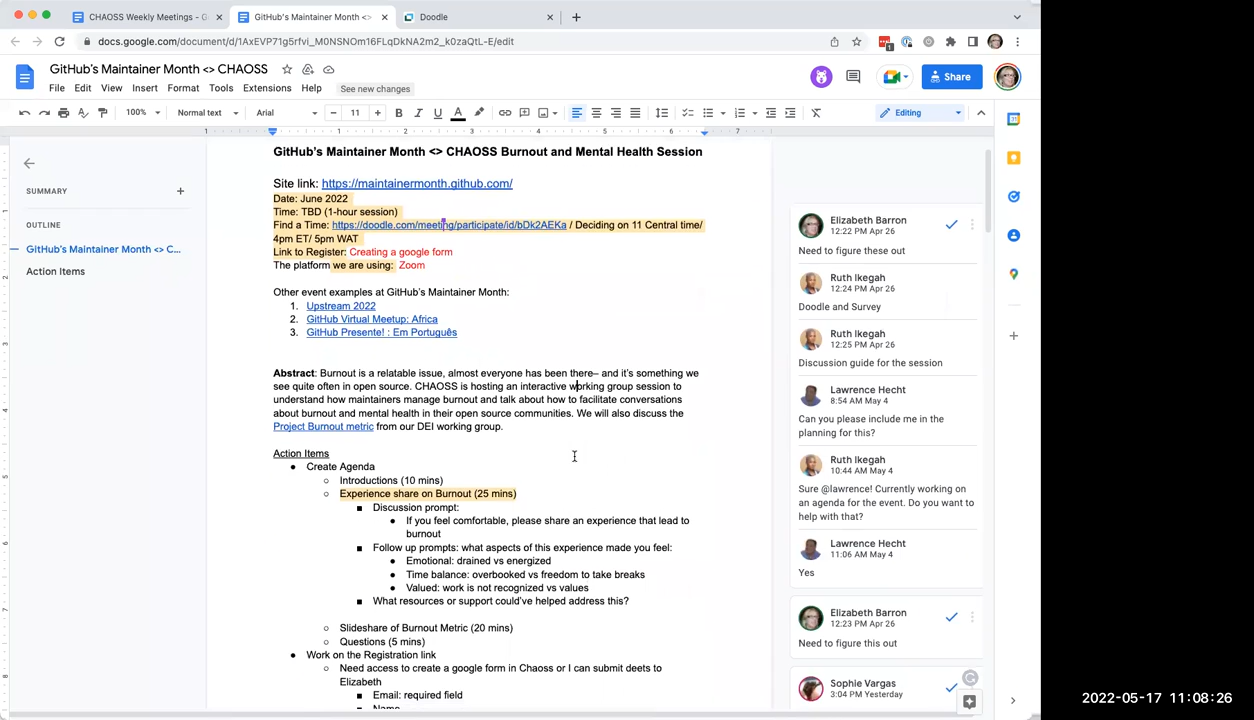 CHAOSS Weekly Meetings - G
GitHub's Maintainer Month <>
Doodle
docs.google.com/document/d/1AxEVP71g5rfvi_M0NSNOm16FLqDkNA2m2_k0zaQtL-E/edit
1
GitHub's Maintainer Month <> CHAOSS
File Edit View Insert Format Tools Extensions Help
See new changes
Share
100%
Normal text
Arial
11
Editing
1 1 2 3 4 5 6 7
SUMMARY
OUTLINE
GitHub's Maintainer Month <> C...
Action Items
GitHub's Maintainer Month <> CHAOSS Burnout and Mental Health Session
Site link: https://maintainermonth.github.com/
Date: June 2022
Time: TBD (1-hour session)
Find a Time: https://doodle.com/meeting/participate/id/bDk2AEKa / Deciding on 11 Central time/
4pm ET/ 5pm WAT
Link to Register: Creating a google form
The platform we are using: Zoom
Other event examples at GitHub's Maintainer Month:
1. Upstream 2022
2. GitHub Virtual Meetup: Africa
3. GitHub Presente! : Em Português
Abstract: Burnout is a relatable issue, almost everyone has been there– and it's something we
see quite often in open source. CHAOSS is hosting an interactive working group session to
understand how maintainers manage burnout and talk about how to facilitate conversations
about burnout and mental health in their open source communities. We will also discuss the
Project Burnout metric from our DEI working group.
Action Items
● Create Agenda
○ Introductions (10 mins)
○ Experience share on Burnout (25 mins)
■ Discussion prompt:
● If you feel comfortable, please share an experience that lead to
burnout
■ Follow up prompts: what aspects of this experience made you feel:
● Emotional: drained vs energized
● Time balance: overbooked vs freedom to take breaks
● Valued: work is not recognized vs values
■ What resources or support could've helped address this?
○ Slideshare of Burnout Metric (20 mins)
○ Questions (5 mins)
● Work on the Registration link
○ Need access to create a google form in Chaoss or I can submit deets to
Elizabeth
■ Email: required field
■ Name
Elizabeth Barron
12:22 PM Apr 26
Need to figure these out
Ruth Ikegah
12:24 PM Apr 26
Doodle and Survey
Ruth Ikegah
12:25 PM Apr 26
Discussion guide for the session
Lawrence Hecht
8:54 AM May 4
Can you please include me in the
planning for this?
Ruth Ikegah
10:44 AM May 4
Sure @lawrence! Currently working on
an agenda for the event. Do you want to
help with that?
Lawrence Hecht
11:06 AM May 4
Yes
Elizabeth Barron
12:23 PM Apr 26
Need to figure this out
Sophie Vargas
3:04 PM Yesterday
2022-05-17 11:08:26